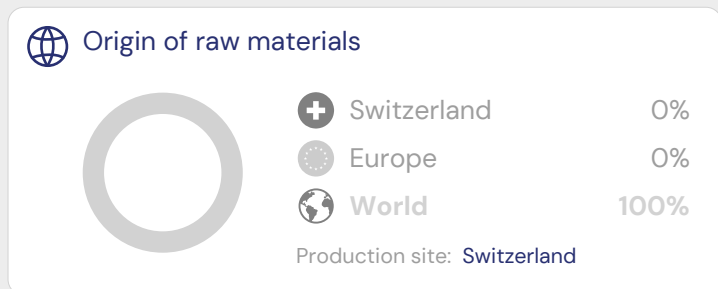 Origin of raw materials
Switzerland 0%
Europe 0%
World 100%
Production site: Switzerland